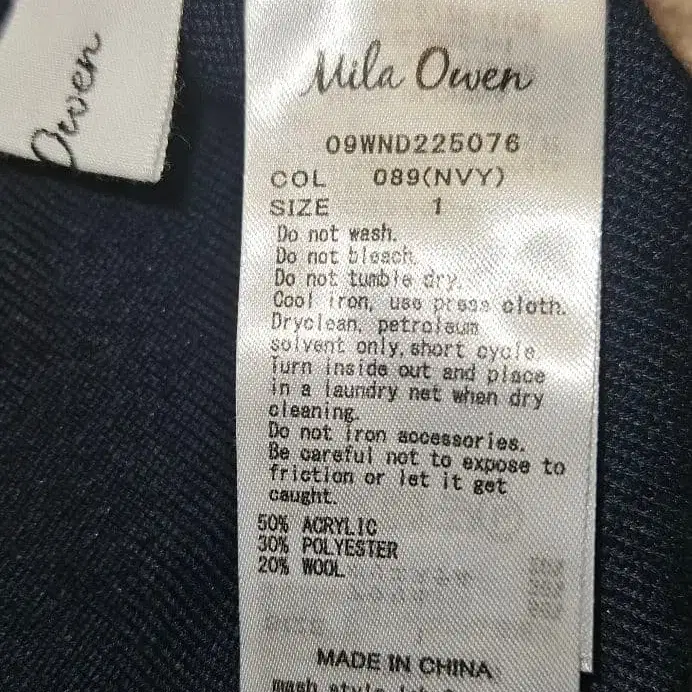 Owen
Mila Owen
09WND225076
COL 089(NVY)
SIZE 1
Do not wash.
Do not bleach.
Do not tumble dry.
Cool iron, use press cloth.
Dryclean, petroleum
solvent only, short cycle
Turn inside out and place
in a laundry net when dry
cleaning.
Do not iron accessories.
Be careful not to expose to
friction or let it get
caught.
50% ACRYLIC
30% POLYESTER
20% WOOL
MADE IN CHINA
mash style